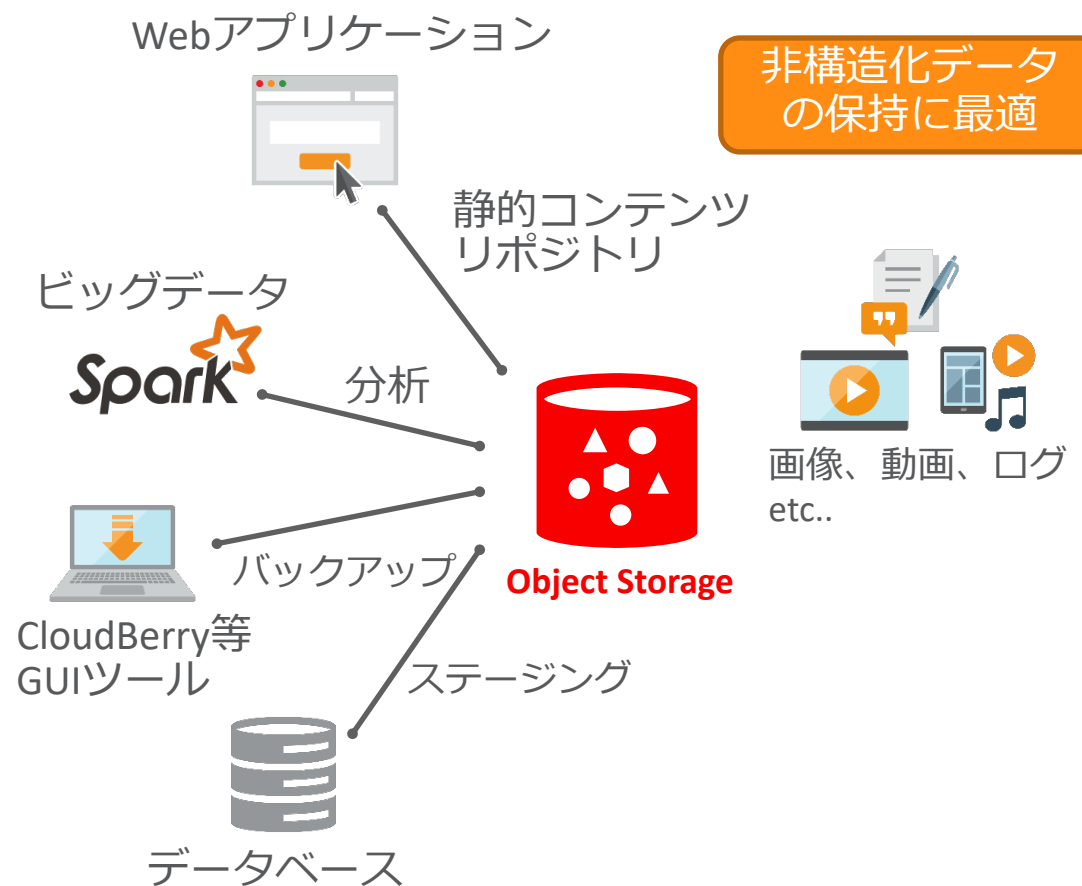 Webアプリケーション
非構造化データ
の保持に最適
静的コンテンツ
リポジトリ
ビッグデータ
Spark
分析
画像、動画、ログ
etc..
バックアップ
Object Storage
CloudBerry等
GUIツール
ステージング
データベース